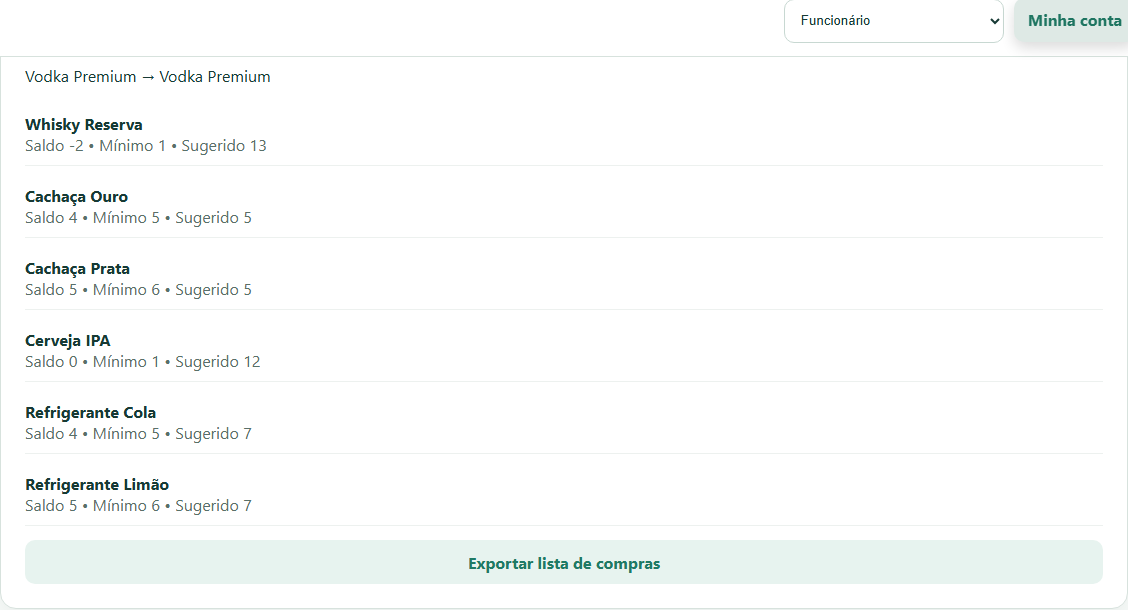 Funcionário
Minha conta
Vodka Premium → Vodka Premium
Whisky Reserva
Saldo -2 • Mínimo 1 • Sugerido 13
Cachaça Ouro
Saldo 4 • Mínimo 5 • Sugerido 5
Cachaça Prata
Saldo 5 • Mínimo 6 • Sugerido 5
Cerveja IPA
Saldo 0 • Mínimo 1 • Sugerido 12
Refrigerante Cola
Saldo 4 • Mínimo 5 • Sugerido 7
Refrigerante Limão
Saldo 5 • Mínimo 6 • Sugerido 7
Exportar lista de compras